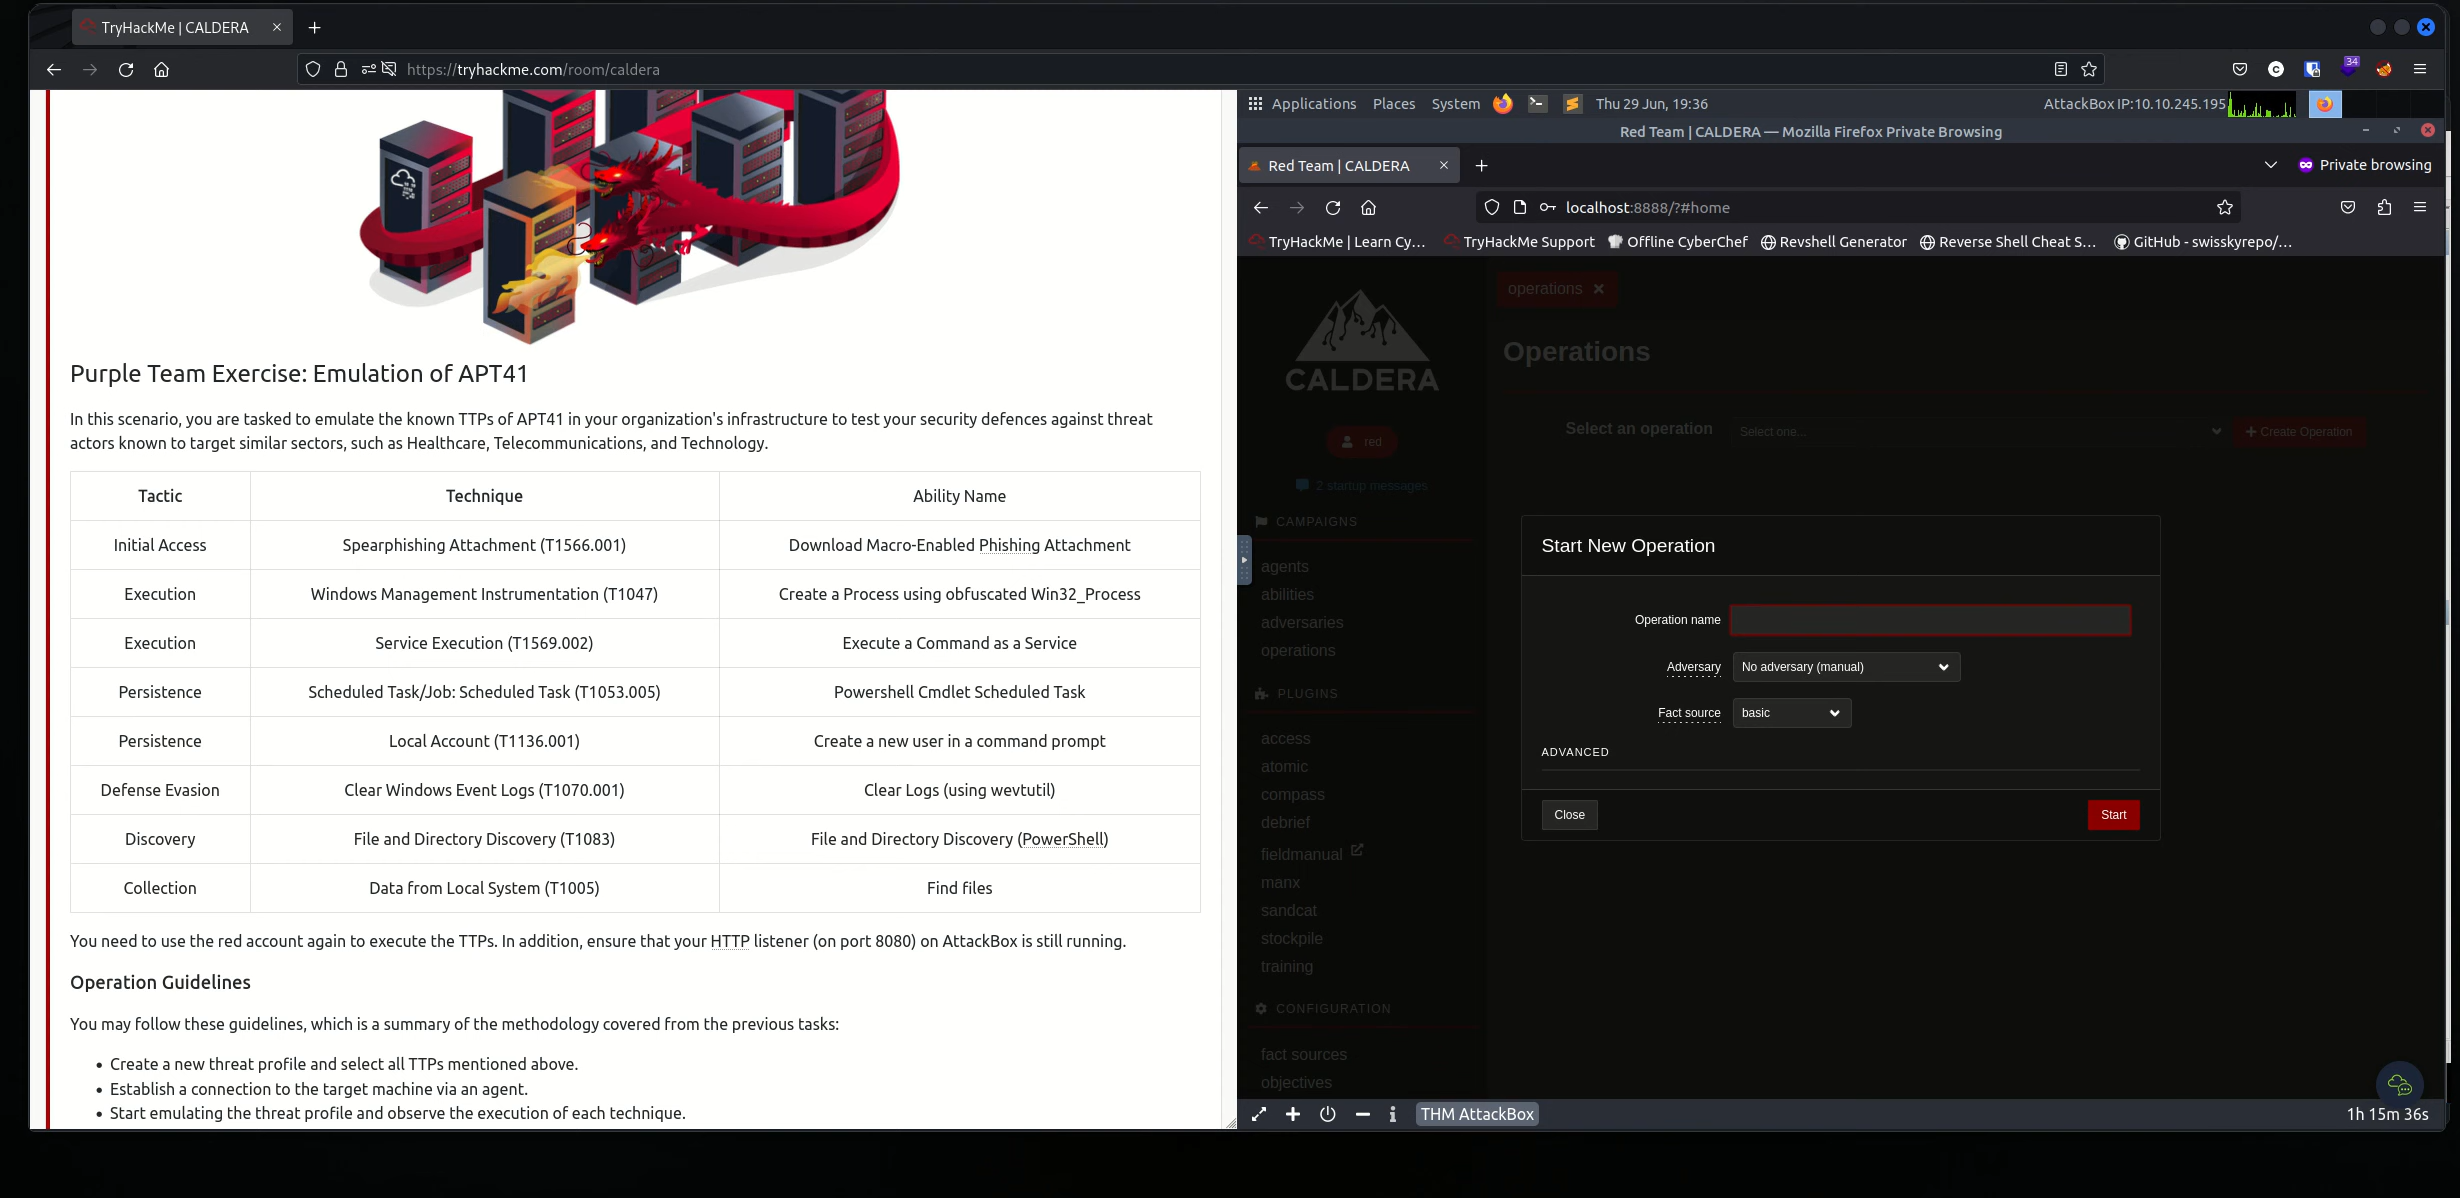 TryHackMe | CALDERA
https://tryhackme.com/room/caldera
34
Purple Team Exercise: Emulation of APT41
In this scenario, you are tasked to emulate the known TTPs of APT41 in your organization's infrastructure to test your security defences against threat
actors known to target similar sectors, such as Healthcare, Telecommunications, and Technology.
Tactic Technique Ability Name
Initial Access Spearphishing Attachment (T1566.001) Download Macro-Enabled Phishing Attachment
Execution Windows Management Instrumentation (T1047) Create a Process using obfuscated Win32_Process
Execution Service Execution (T1569.002) Execute a Command as a Service
Persistence Scheduled Task/Job: Scheduled Task (T1053.005) Powershell Cmdlet Scheduled Task
Persistence Local Account (T1136.001) Create a new user in a command prompt
Defense Evasion Clear Windows Event Logs (T1070.001) Clear Logs (using wevtutil)
Discovery File and Directory Discovery (T1083) File and Directory Discovery (PowerShell)
Collection Data from Local System (T1005) Find files
You need to use the red account again to execute the TTPs. In addition, ensure that your HTTP listener (on port 8080) on AttackBox is still running.
Operation Guidelines
You may follow these guidelines, which is a summary of the methodology covered from the previous tasks:
• Create a new threat profile and select all TTPs mentioned above.
• Establish a connection to the target machine via an agent.
• Start emulating the threat profile and observe the execution of each technique.
Applications Places System Thu 29 Jun, 19:36 AttackBox IP:10.10.245.195
Red Team | CALDERA — Mozilla Firefox Private Browsing
Red Team | CALDERA Private browsing
localhost:8888/?#home
TryHackMe | Learn Cy... TryHackMe Support Offline CyberChef Revshell Generator Reverse Shell Cheat S... GitHub - swisskyrepo/...
CALDERA
red
2 startup messages
CAMPAIGNS
agents
abilities
adversaries
operations
PLUGINS
access
atomic
compass
debrief
fieldmanual
manx
sandcat
stockpile
training
CONFIGURATION
fact sources
objectives
operations
Operations
Select an operation Select one... Create Operation
Start New Operation
Operation name
Adversary No adversary (manual)
Fact source basic
ADVANCED
Close Start
THM AttackBox 1h 15m 36s